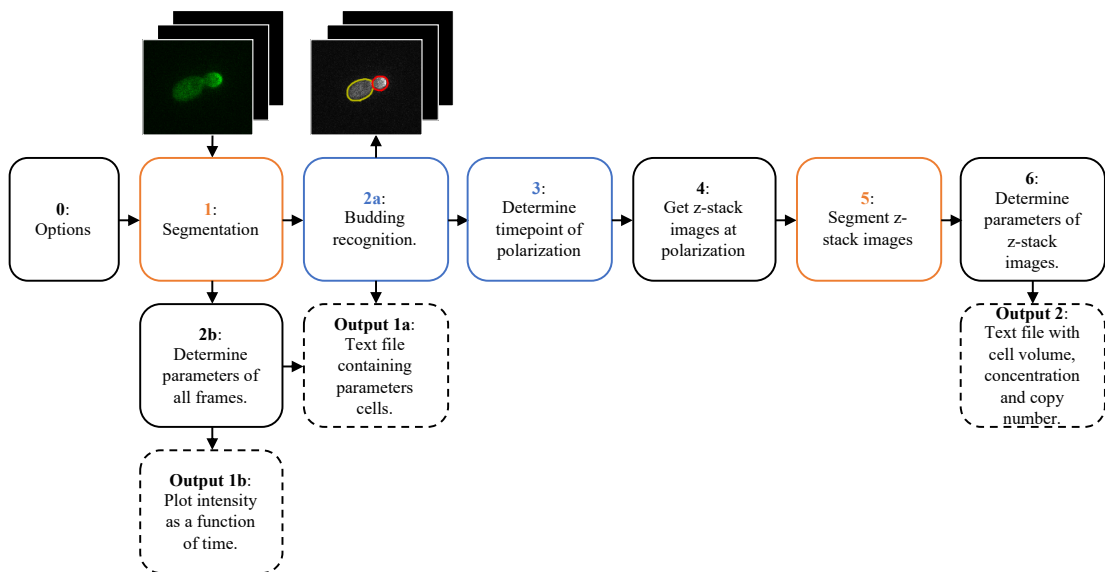 0:
Options
1:
Segmentation
2a:
Budding
recognition.
3:
Determine
timepoint of
polarization
4:
Get z-stack
images at
polarization
5:
Segment z-
stack images
6:
Determine
parameters of
z-stack
images.
2b:
Determine
parameters of
all frames.
Output 1a:
Text file
containing
parameters
cells.
Output 2:
Text file with
cell volume,
concentration
and copy
number.
Output 1b:
Plot intensity
as a function
of time.